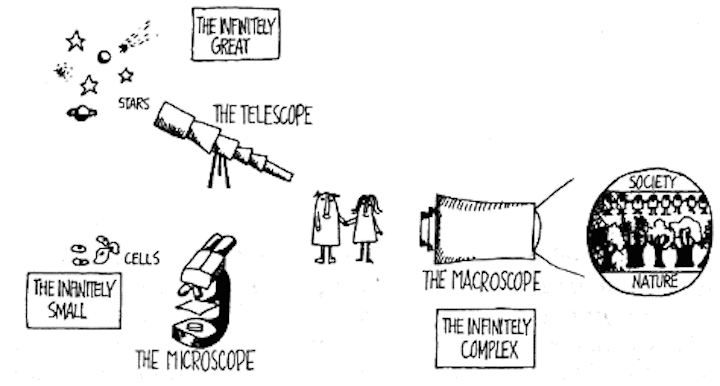 THE INFINITELY
GREAT
STARS
THE TELESCOPE
CELLS
THE INFINITELY
SMALL
THE MICROSCOPE
THE MACROSCOPE
THE INFINITELY
COMPLEX
SOCIETY
NATURE